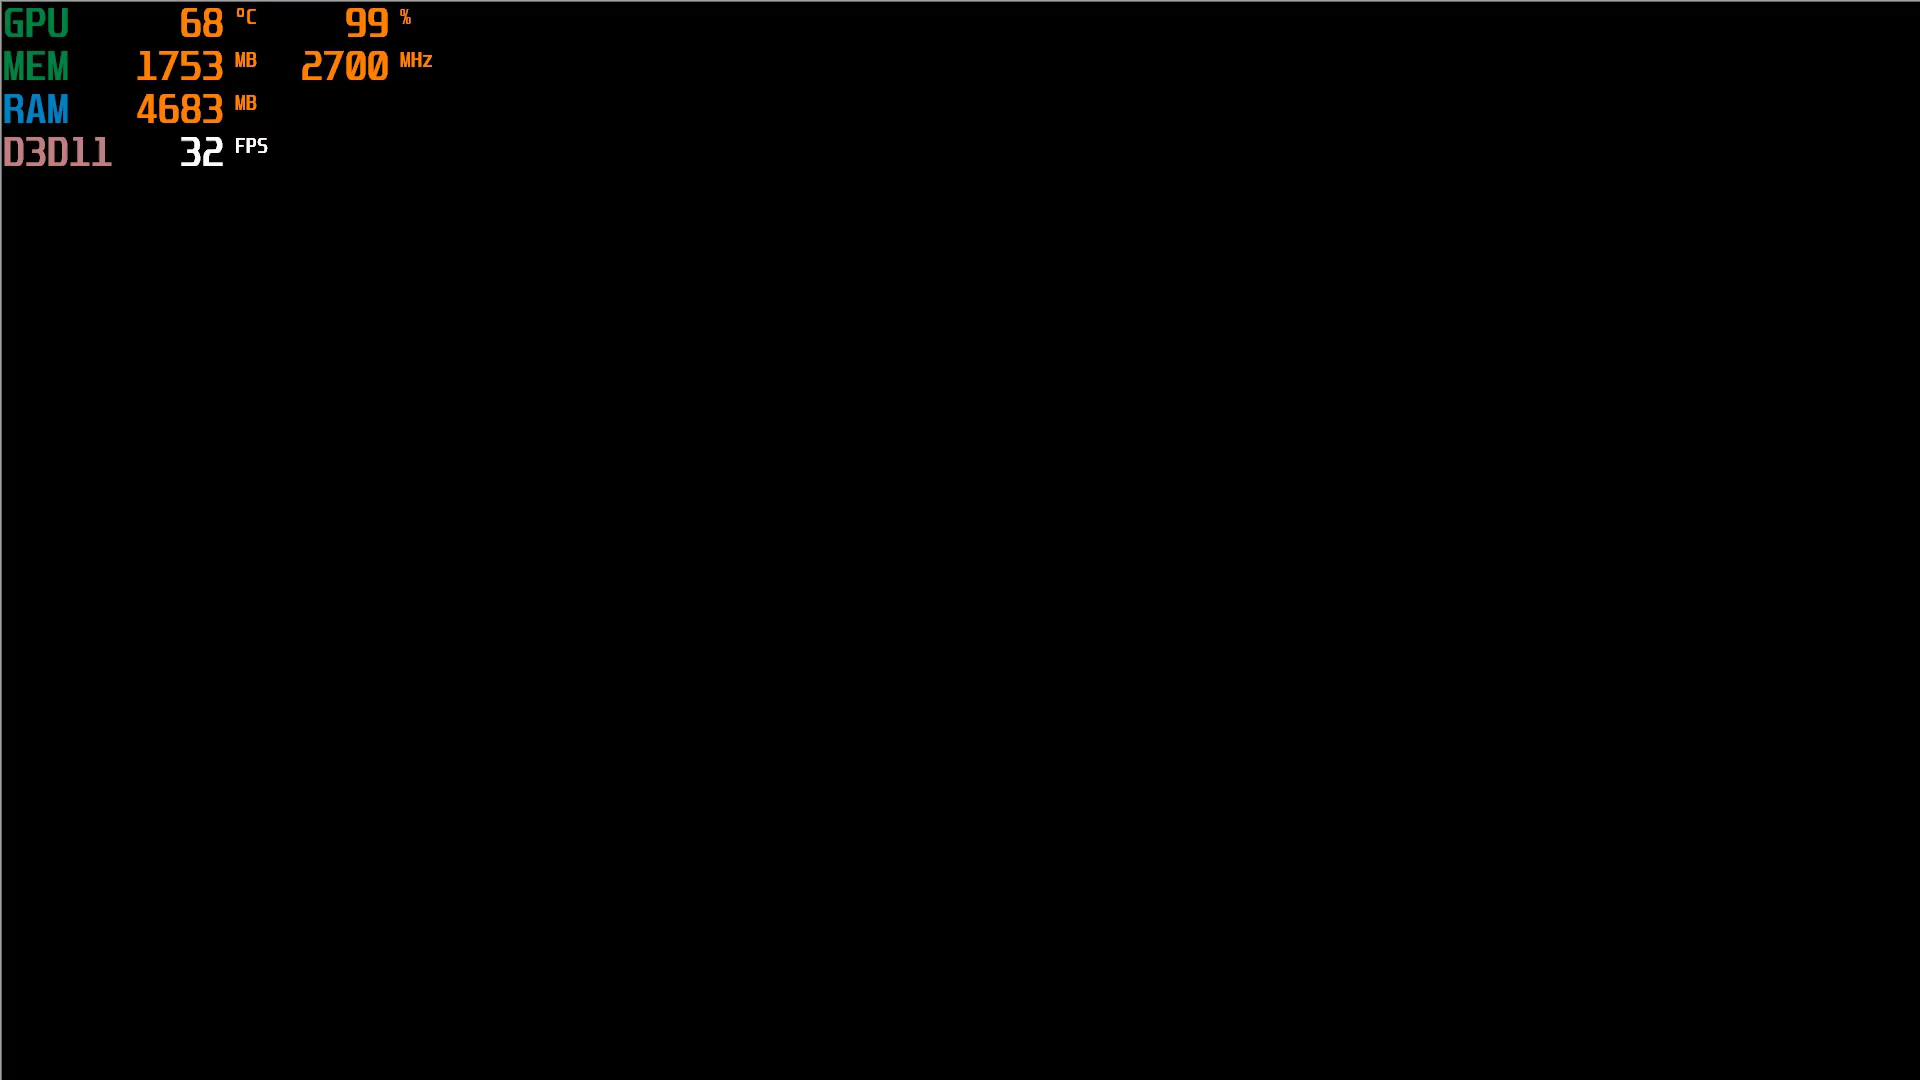 GPU 68 °C 99 %
MEM 1753 MB 2700 MHz
RAM 4683 MB
D3D11 32 FPS